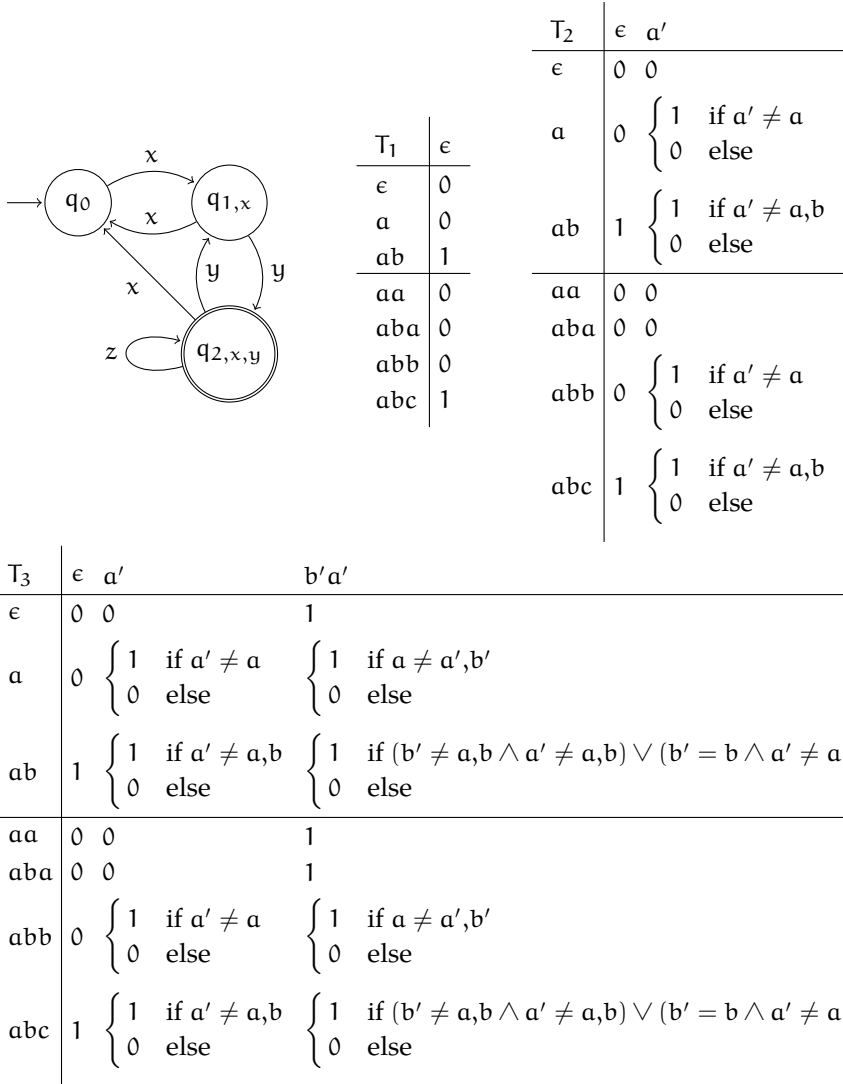 x
q₀
q₁,ₓ
x
x
y
y
z
q₂,ₓ,ᵧ
T₁ ϵ
ϵ 0
a 0
ab 1
aa 0
aba 0
abb 0
abc 1
T₂ ϵ a′
ϵ 0 0
a 0 { 1 if a′ ≠ a
0 else
ab 1 { 1 if a′ ≠ a,b
0 else
aa 0 0
aba 0 0
abb 0 { 1 if a′ ≠ a
0 else
abc 1 { 1 if a′ ≠ a,b
0 else
T₃ ϵ a′ b′a′
ϵ 0 0 1
a 0 { 1 if a′ ≠ a { 1 if a ≠ a′,b′
0 else 0 else
ab 1 { 1 if a′ ≠ a,b { 1 if (b′ ≠ a,b ∧ a′ ≠ a,b) ∨ (b′ = b ∧ a′ ≠ a
0 else 0 else
aa 0 0 1
aba 0 0 1
abb 0 { 1 if a′ ≠ a { 1 if a ≠ a′,b′
0 else 0 else
abc 1 { 1 if a′ ≠ a,b { 1 if (b′ ≠ a,b ∧ a′ ≠ a,b) ∨ (b′ = b ∧ a′ ≠ a
0 else 0 else